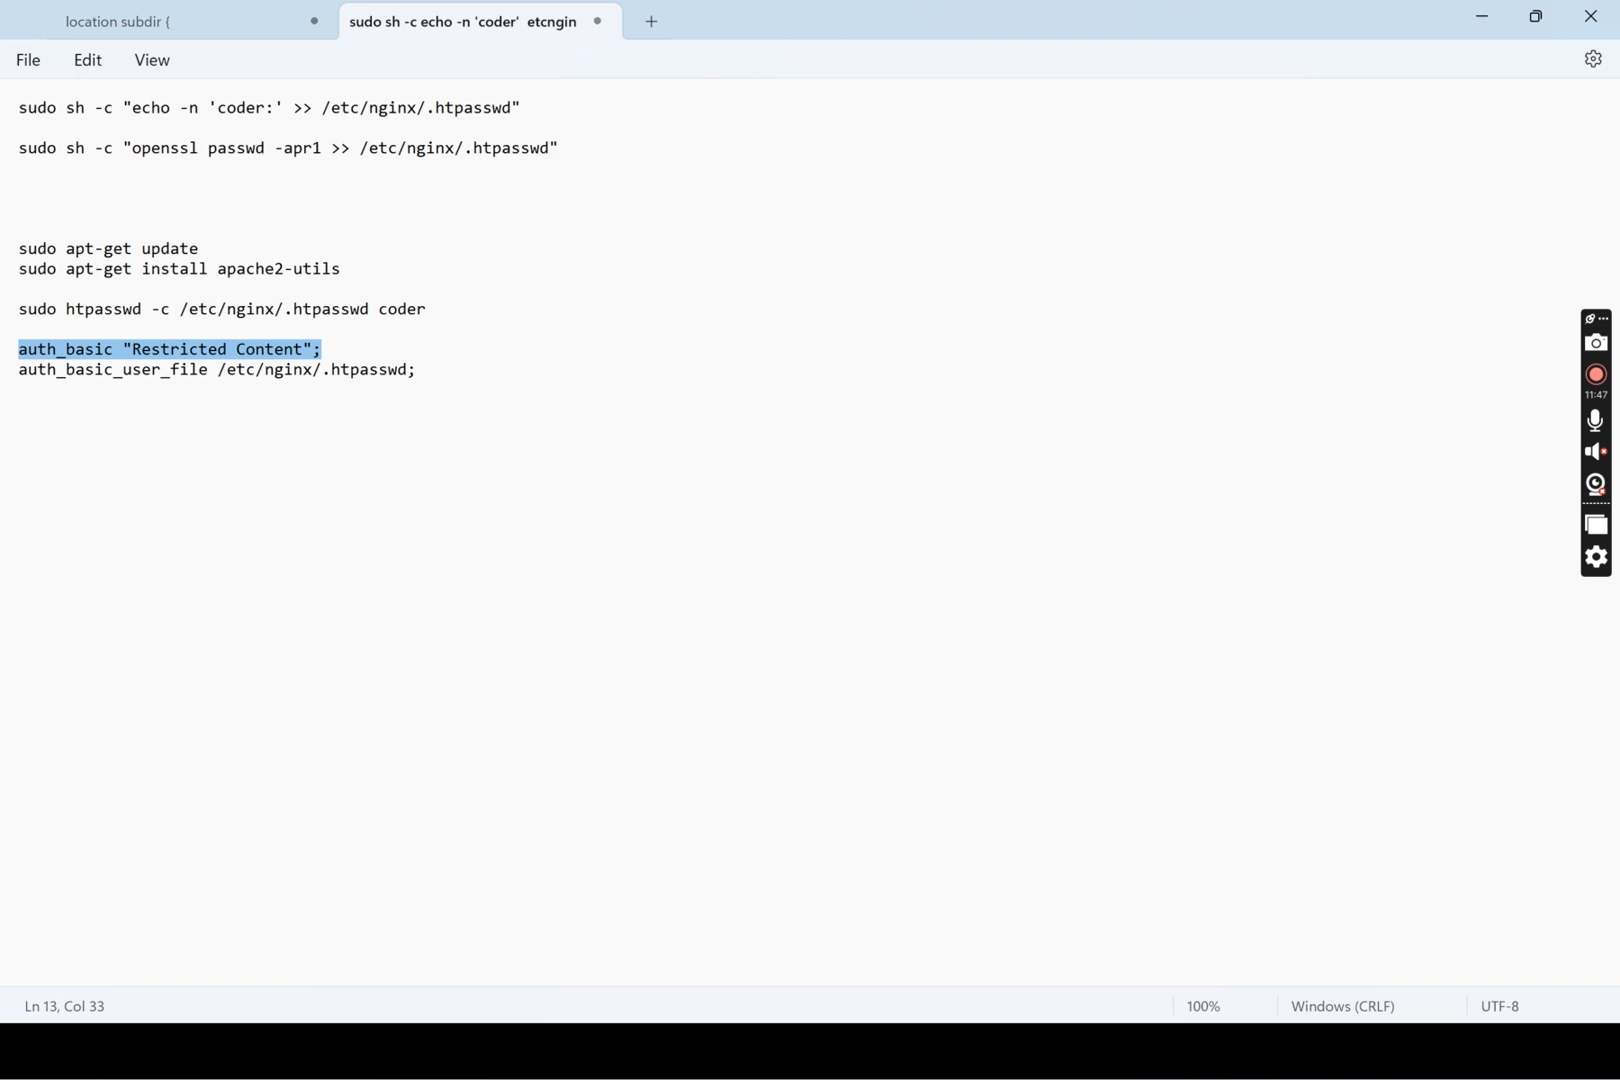 location subdir {
sudo sh -c echo -n 'coder'  etcngin
File
Edit
View
sudo sh -c "echo -n 'coder:' >> /etc/nginx/.htpasswd"
sudo sh -c "openssl passwd -apr1 >> /etc/nginx/.htpasswd"
sudo apt-get update
sudo apt-get install apache2-utils
sudo htpasswd -c /etc/nginx/.htpasswd coder
auth_basic "Restricted Content";
auth_basic_user_file /etc/nginx/.htpasswd;
11:47
Ln 13, Col 33
100%
Windows (CRLF)
UTF-8